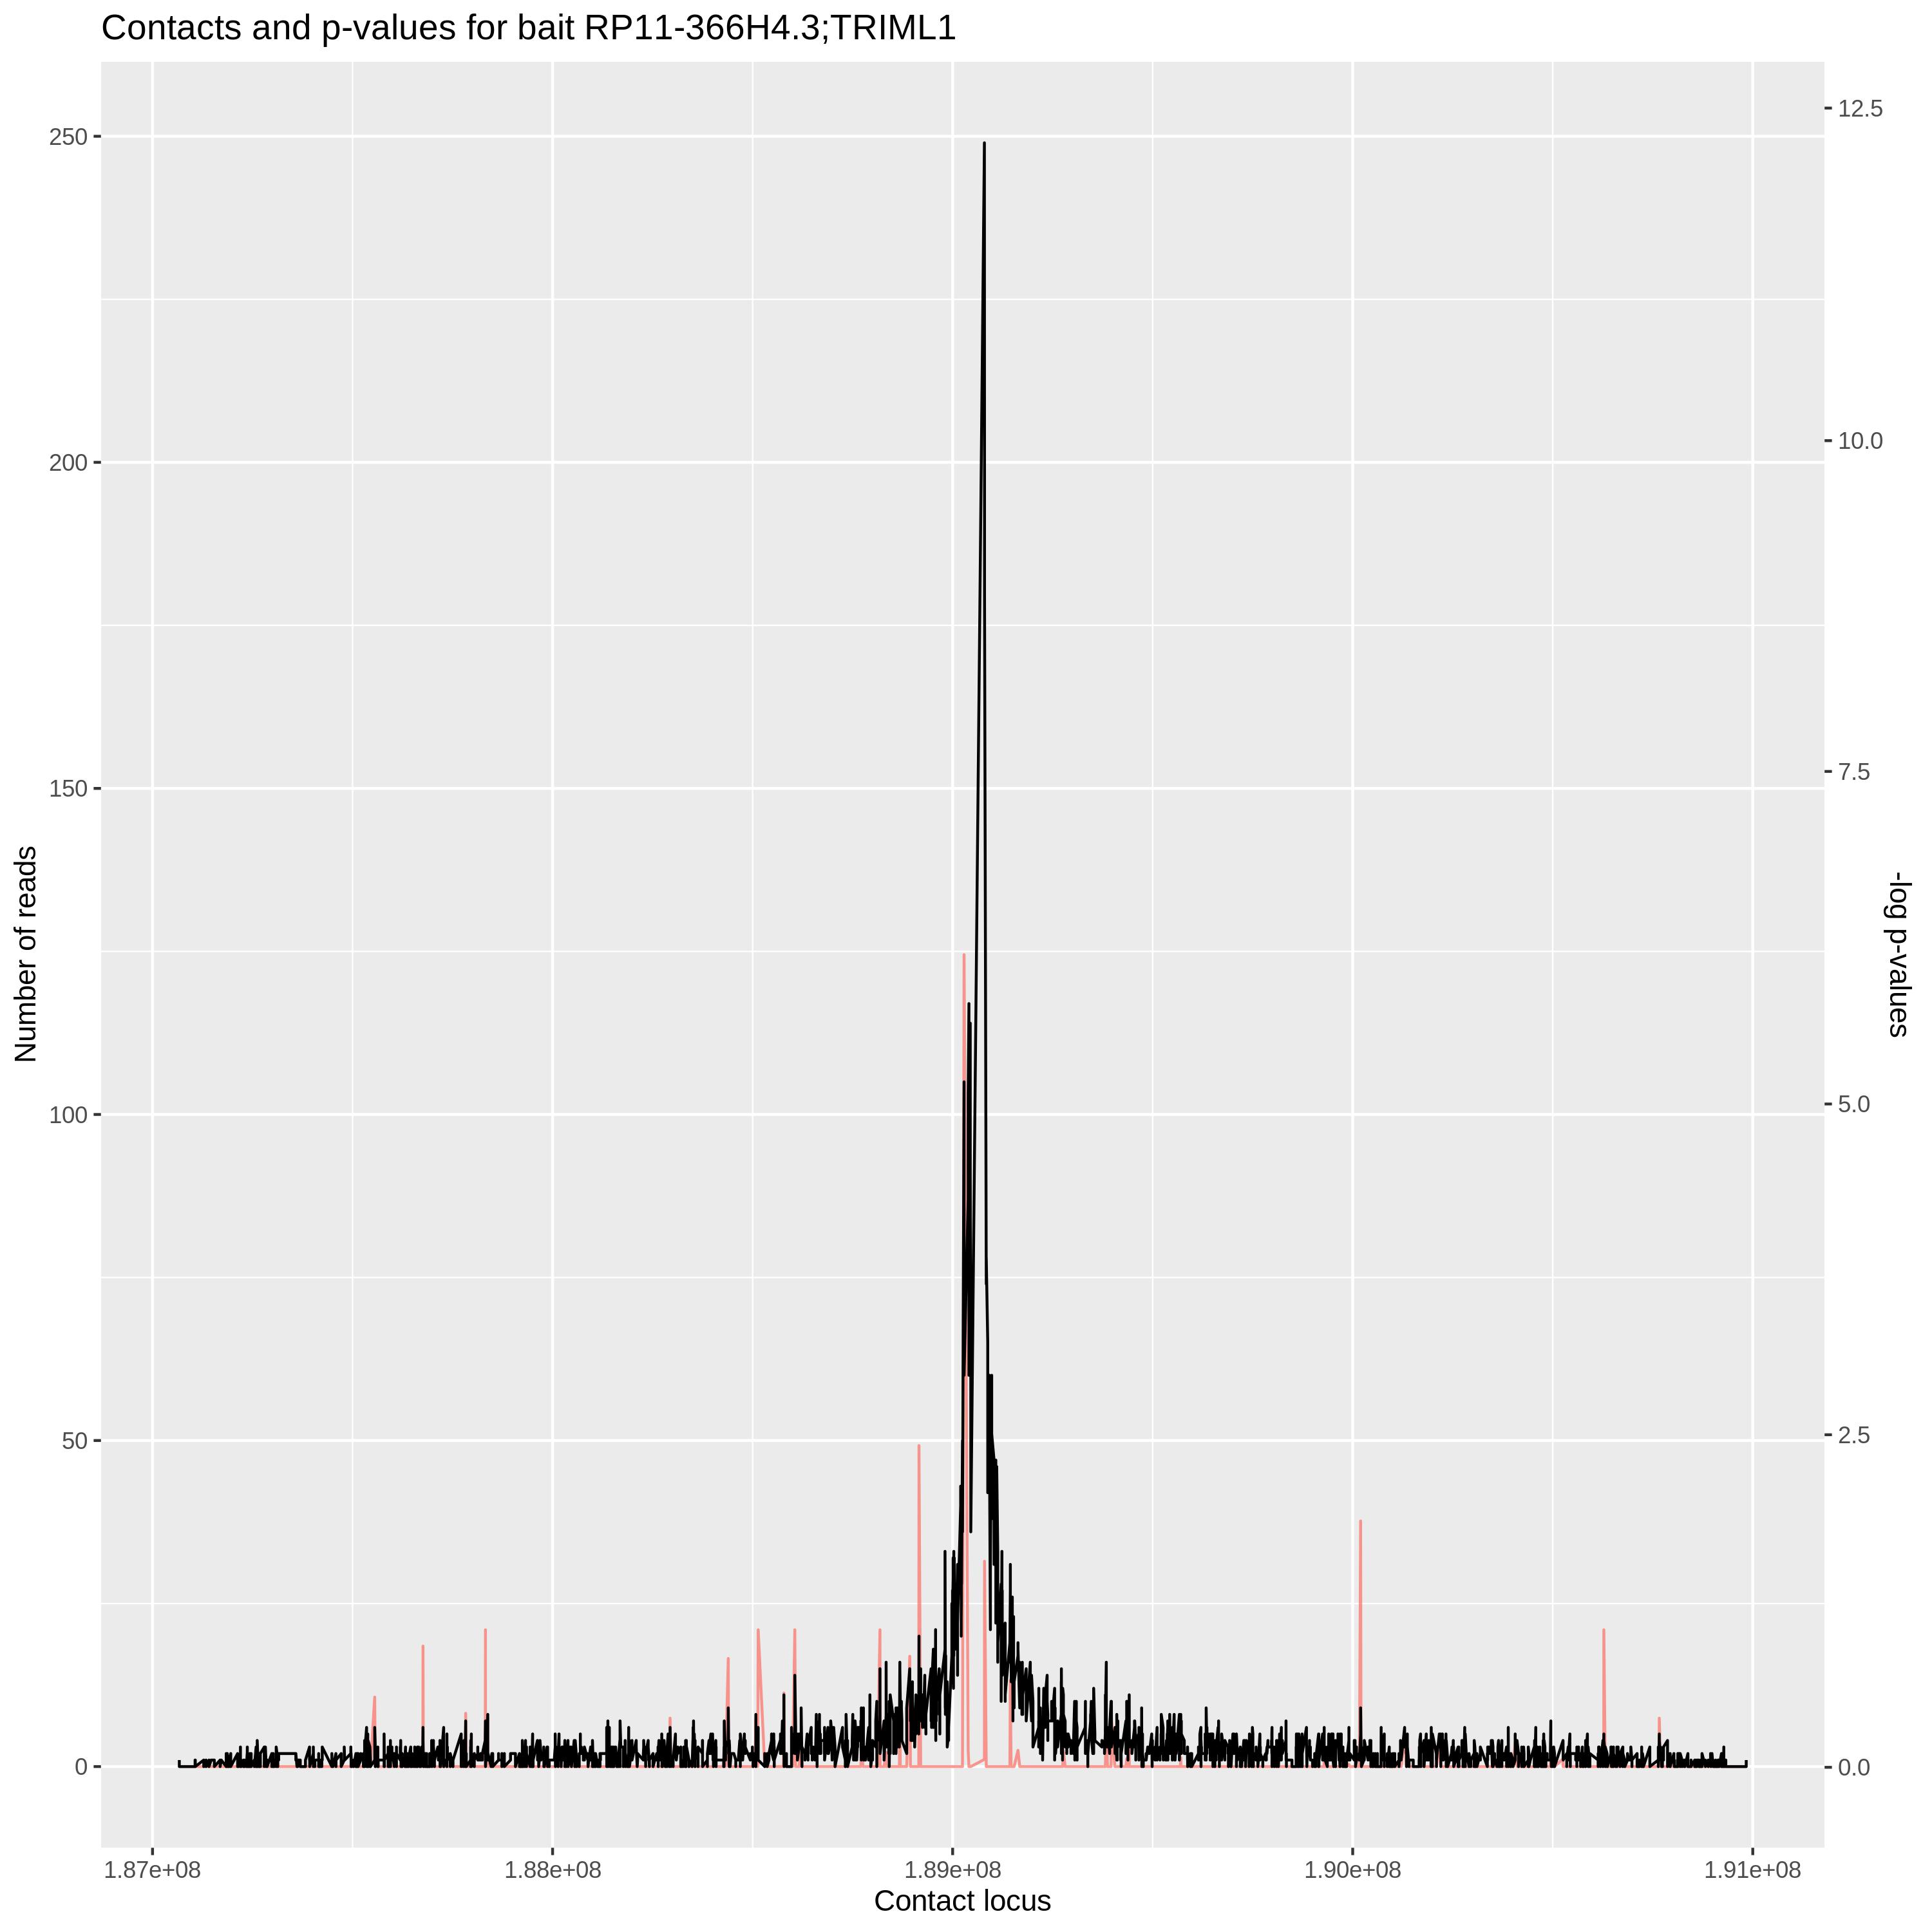 Contacts and p-values for bait RP11-366H4.3;TRIML1
250
200
150
100
50
0
Number of reads
12.5
10.0
7.5
5.0
2.5
0.0
-log p-values
1.87e+08
1.88e+08
1.89e+08
1.90e+08
1.91e+08
Contact locus